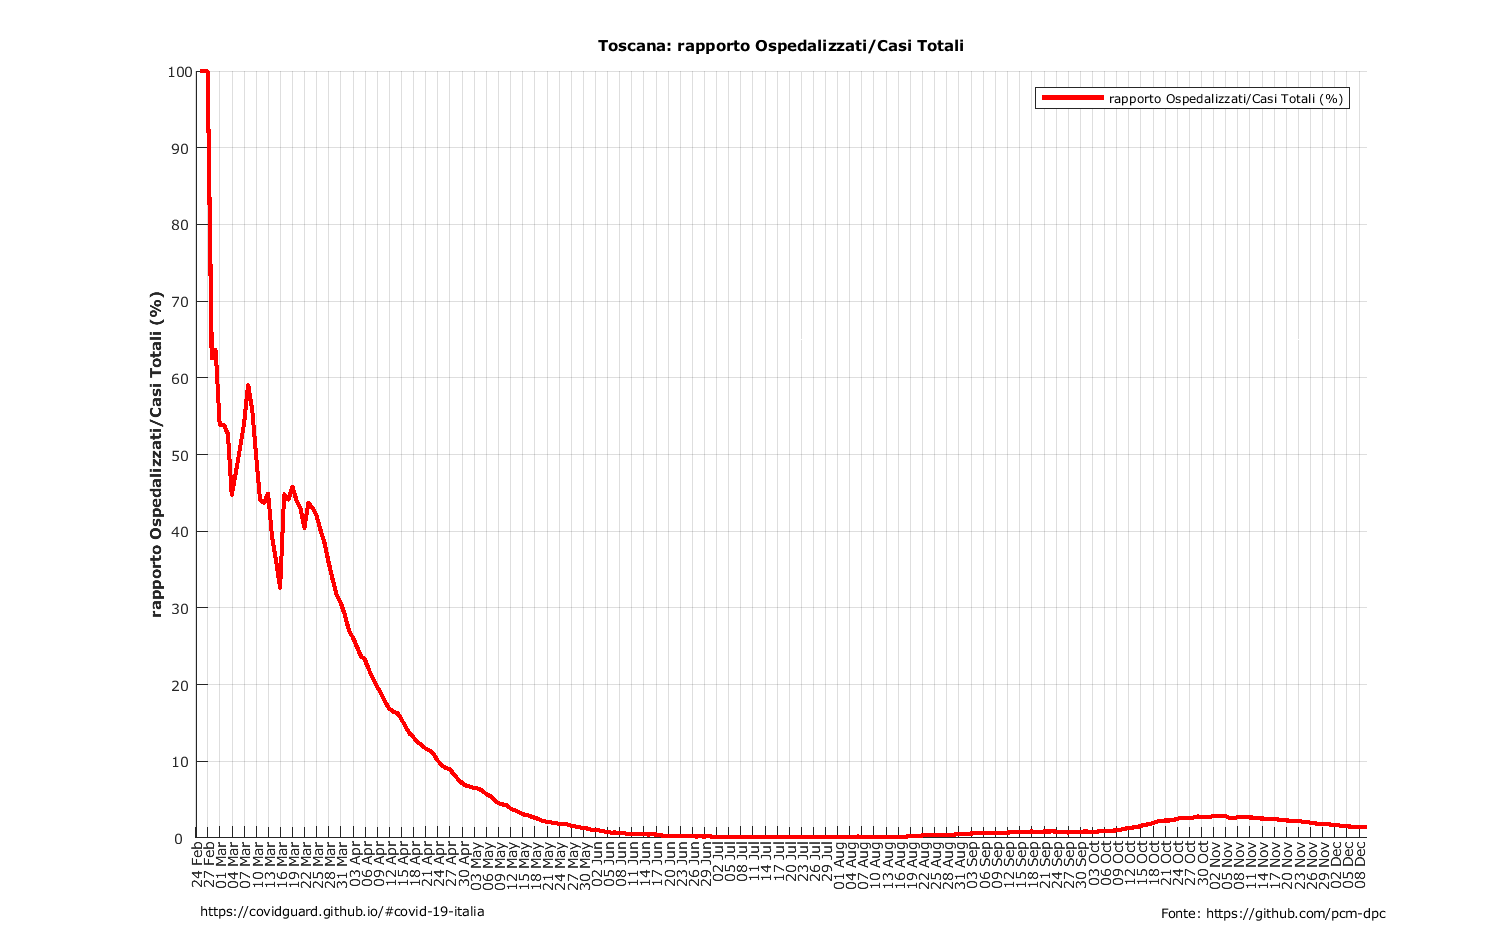 Toscana: rapporto Ospedalizzati/Casi Totali
rapporto Ospedalizzati/Casi Totali (%)
rapporto Ospedalizzati/Casi Totali (%)
100
90
80
70
60
50
40
30
20
10
0
24 Feb
27 Feb
01 Mar
04 Mar
07 Mar
10 Mar
13 Mar
16 Mar
19 Mar
22 Mar
25 Mar
28 Mar
31 Mar
03 Apr
06 Apr
09 Apr
12 Apr
15 Apr
18 Apr
21 Apr
24 Apr
27 Apr
30 Apr
03 May
06 May
09 May
12 May
15 May
18 May
21 May
24 May
27 May
30 May
02 Jun
05 Jun
08 Jun
11 Jun
14 Jun
17 Jun
20 Jun
23 Jun
26 Jun
29 Jun
02 Jul
05 Jul
08 Jul
11 Jul
14 Jul
17 Jul
20 Jul
23 Jul
26 Jul
29 Jul
01 Aug
04 Aug
07 Aug
10 Aug
13 Aug
16 Aug
19 Aug
22 Aug
25 Aug
28 Aug
31 Aug
03 Sep
06 Sep
09 Sep
12 Sep
15 Sep
18 Sep
21 Sep
24 Sep
27 Sep
30 Sep
03 Oct
06 Oct
09 Oct
12 Oct
15 Oct
18 Oct
21 Oct
24 Oct
27 Oct
30 Oct
02 Nov
05 Nov
08 Nov
11 Nov
14 Nov
17 Nov
20 Nov
23 Nov
26 Nov
29 Nov
02 Dec
05 Dec
08 Dec
https://covidguard.github.io/#covid-19-italia
Fonte: https://github.com/pcm-dpc